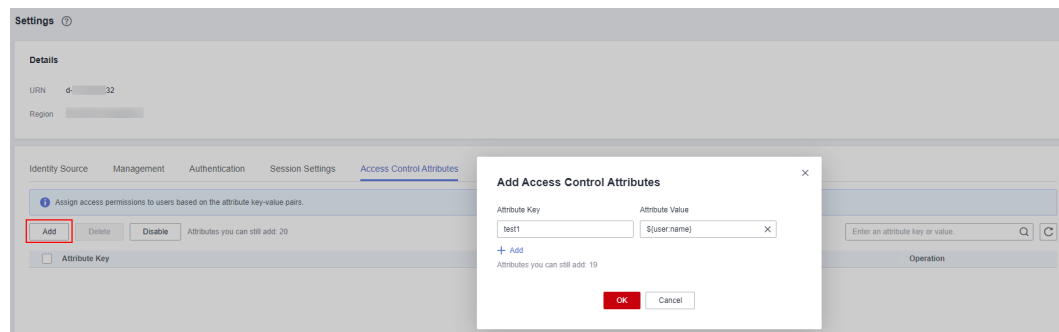 Settings
Details
URN d- 32
Region
Identity Source Management Authentication Session Settings Access Control Attributes
Assign access permissions to users based on the attribute key-value pairs.
Add Delete Disable Attributes you can still add: 20
Enter an attribute key or value.
Attribute Key Operation
Add Access Control Attributes
Attribute Key Attribute Value
test1 ${user:name}
+ Add
Attributes you can still add: 19
OK Cancel